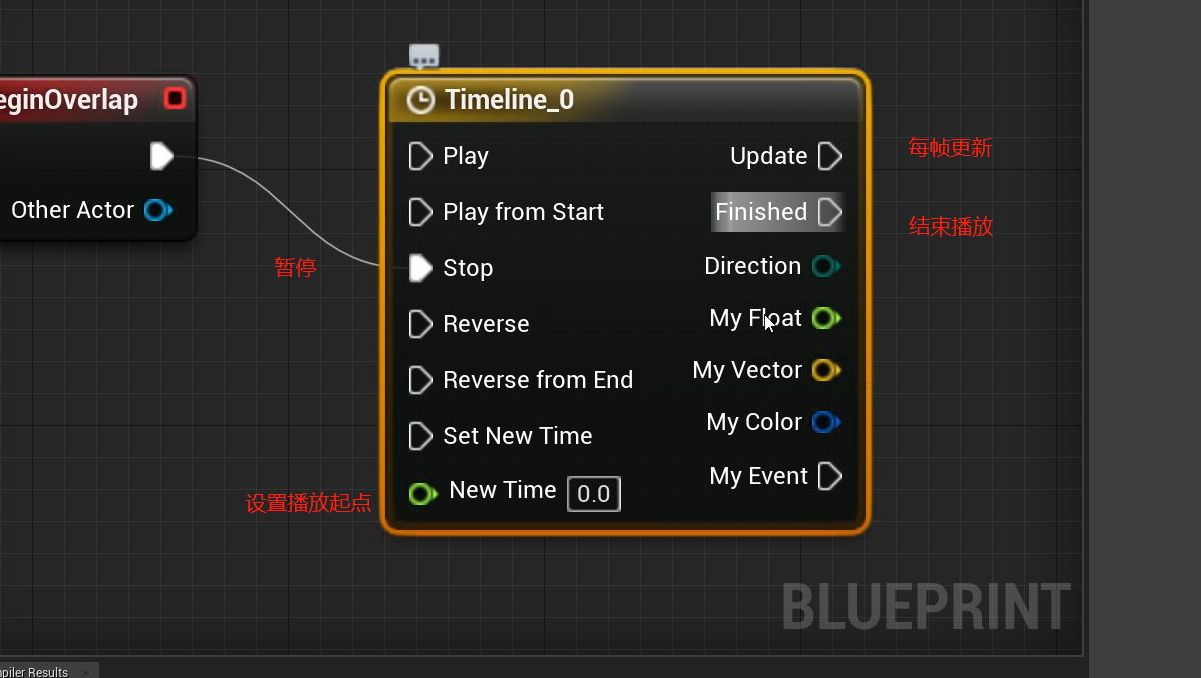 eginOverlap
Other Actor
Timeline_0
Play
Play from Start
Stop
Reverse
Reverse from End
Set New Time
New Time 0.0
Update
Finished
Direction
My Float
My Vector
My Color
My Event
每帧更新
结束播放
暂停
设置播放起点
BLUEPRINT
mpiler Results